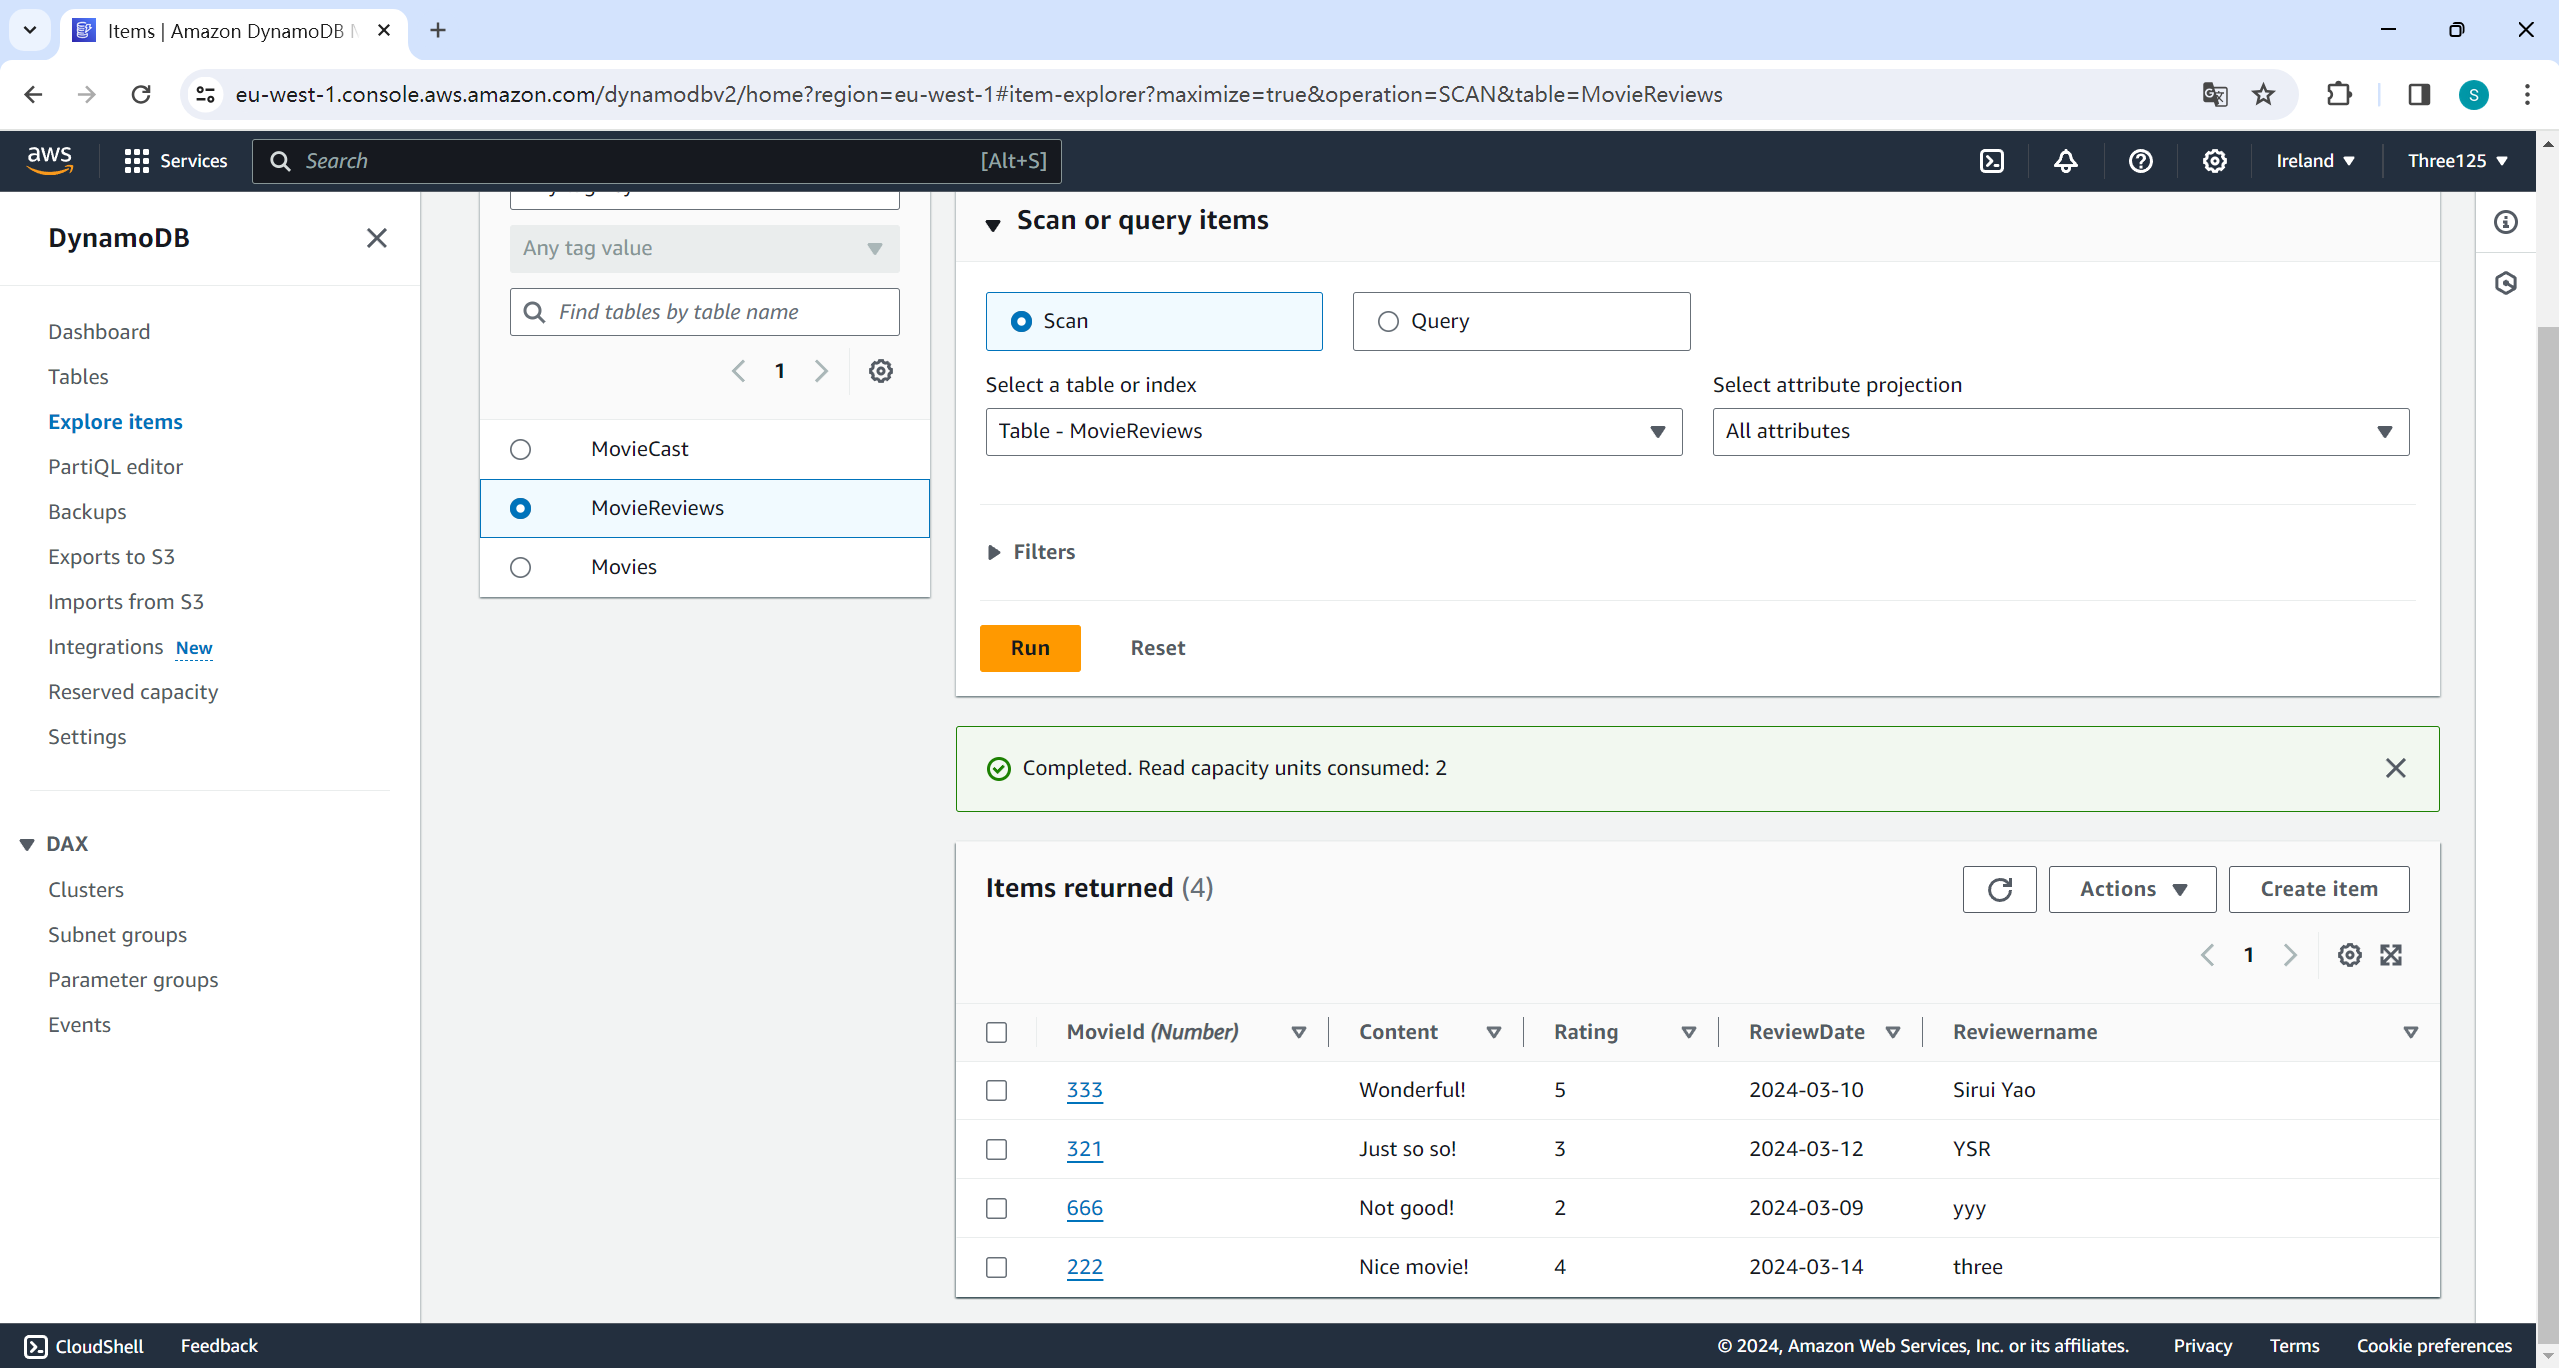 Items | Amazon DynamoDB
eu-west-1.console.aws.amazon.com/dynamodbv2/home?region=eu-west-1#item-explorer?maximize=true&operation=SCAN&table=MovieReviews
S
aws
Services
Search
[Alt+S]
Ireland
Three125
DynamoDB
Dashboard
Tables
Explore items
PartiQL editor
Backups
Exports to S3
Imports from S3
Integrations New
Reserved capacity
Settings
DAX
Clusters
Subnet groups
Parameter groups
Events
Any tag value
Find tables by table name
1
MovieCast
MovieReviews
Movies
Scan or query items
Scan
Query
Select a table or index
Select attribute projection
Table - MovieReviews
All attributes
Filters
Run
Reset
Completed. Read capacity units consumed: 2
Items returned (4)
Actions
Create item
1
MovieId (Number) Content Rating ReviewDate Reviewername
333 Wonderful! 5 2024-03-10 Sirui Yao
321 Just so so! 3 2024-03-12 YSR
666 Not good! 2 2024-03-09 yyy
222 Nice movie! 4 2024-03-14 three
CloudShell
Feedback
© 2024, Amazon Web Services, Inc. or its affiliates.
Privacy
Terms
Cookie preferences